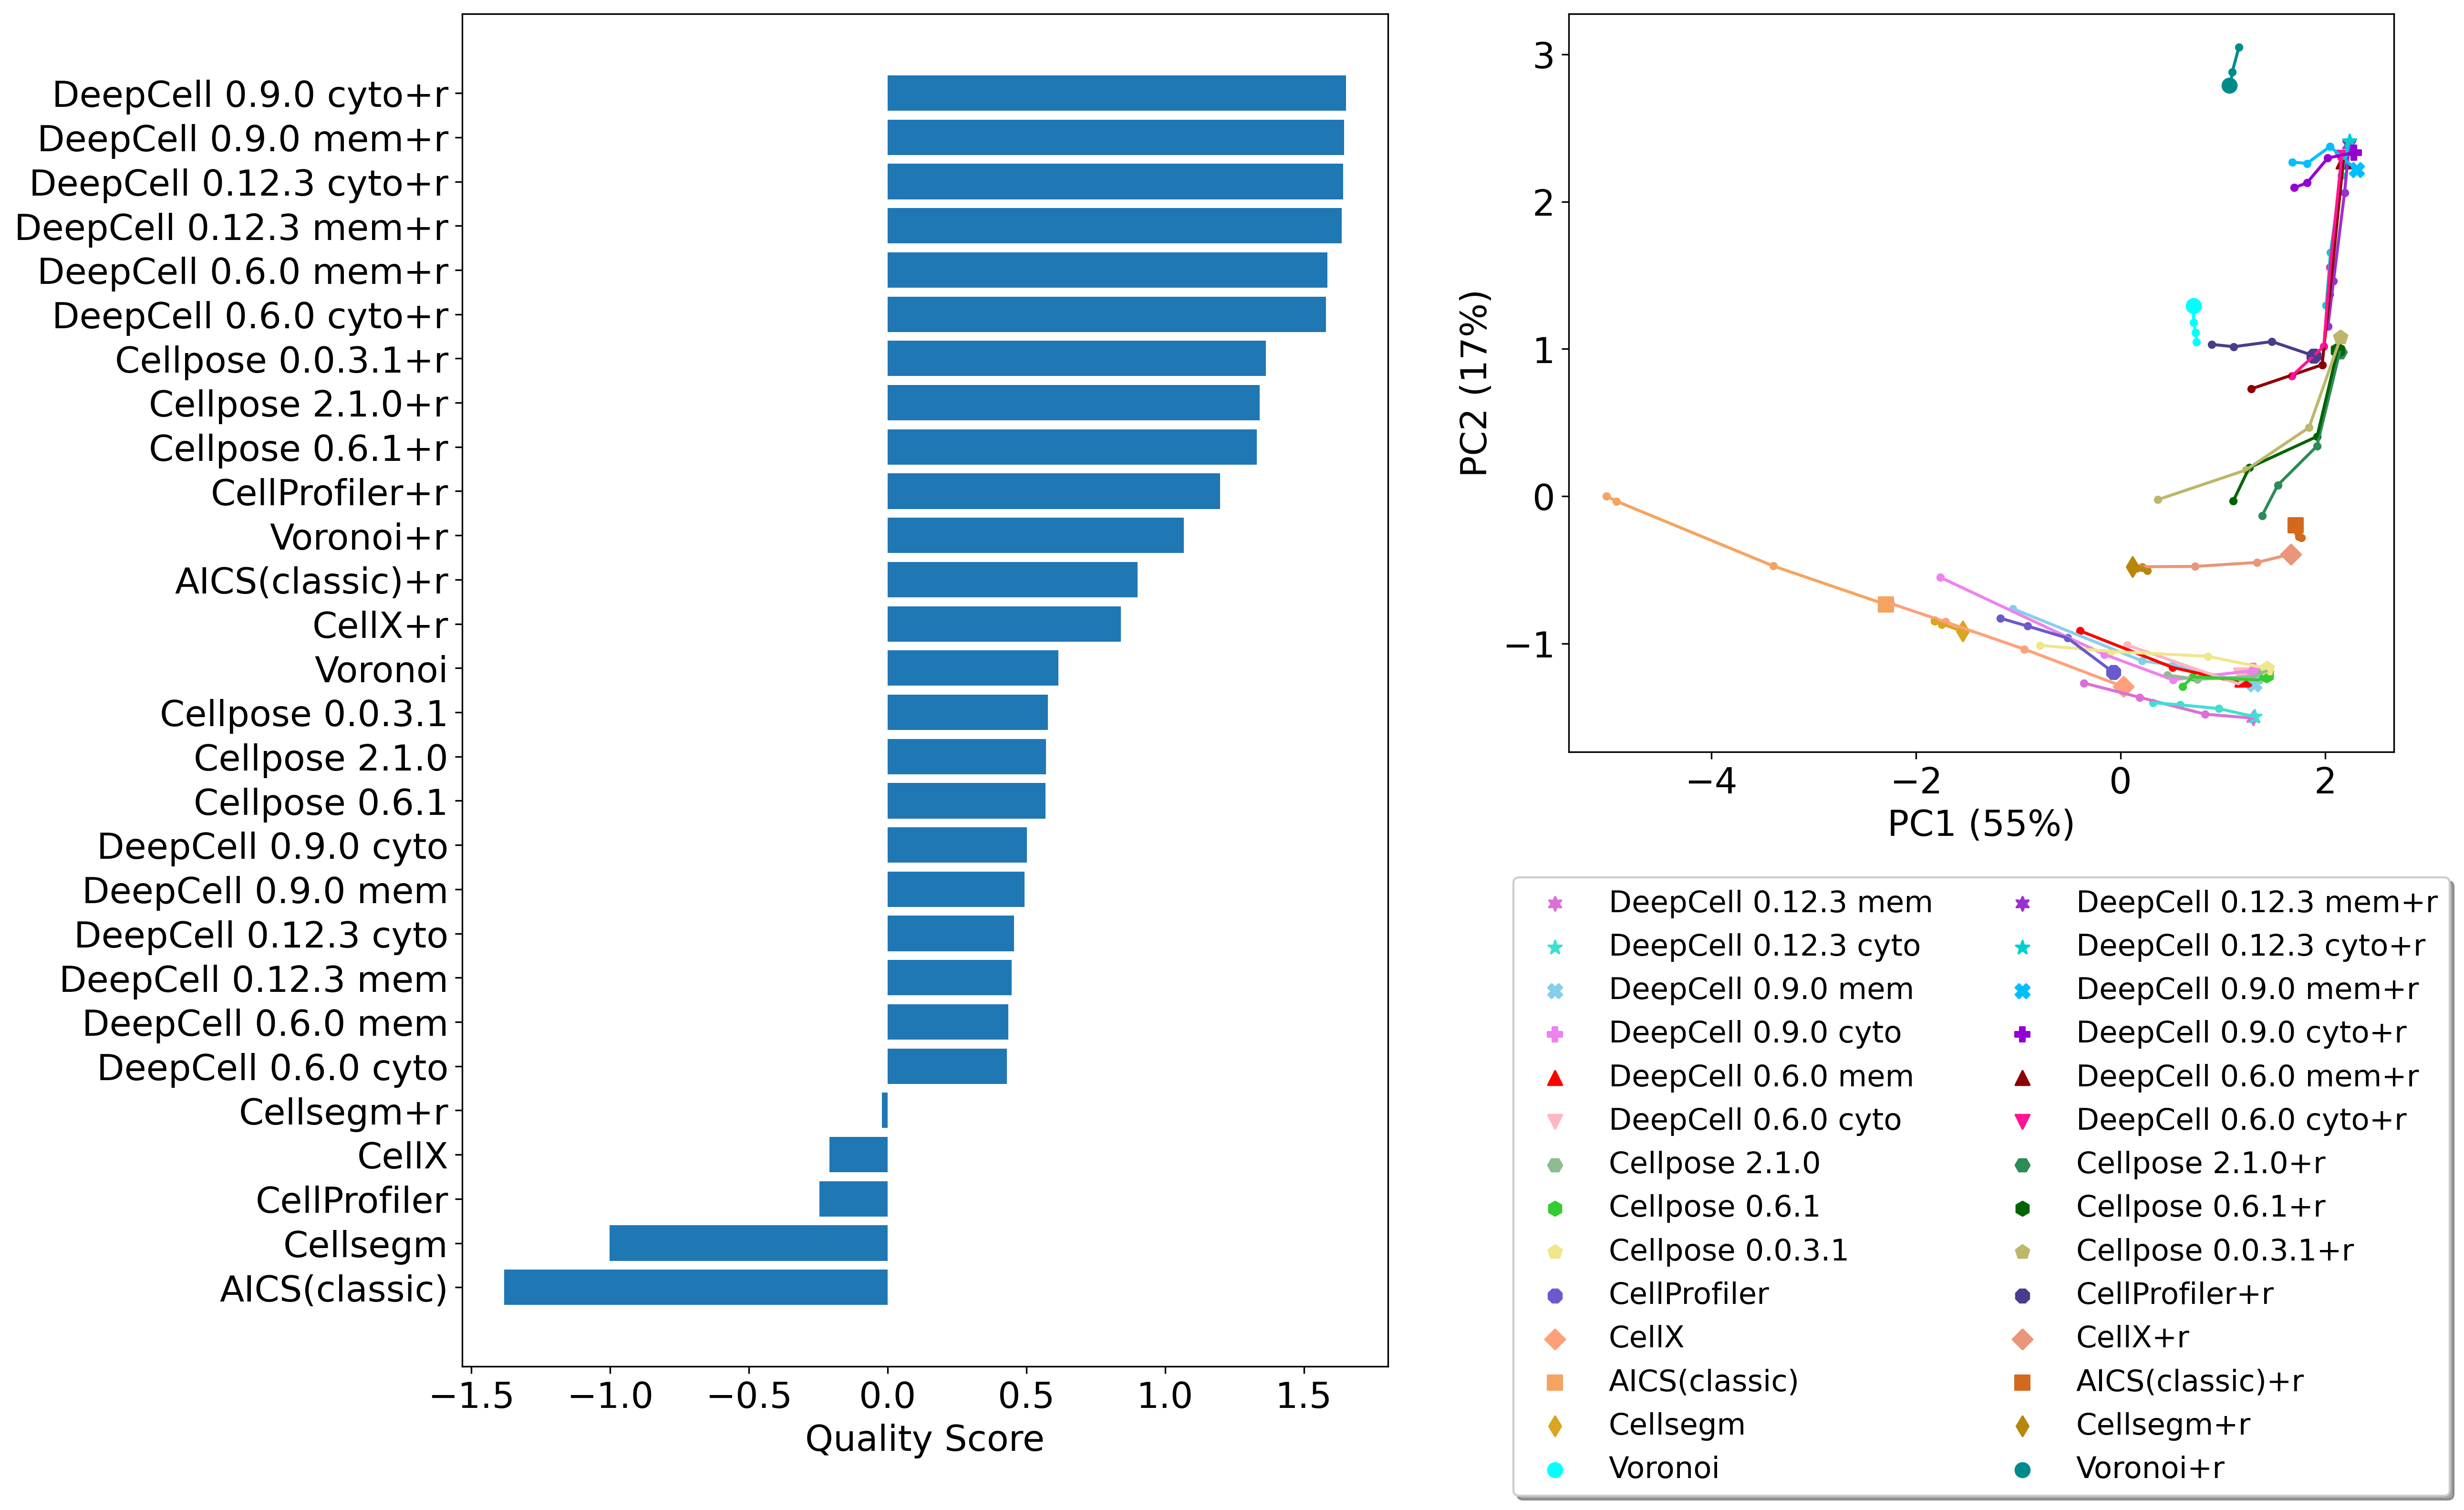 DeepCell 0.9.0 cyto+r
DeepCell 0.9.0 mem+r
DeepCell 0.12.3 cyto+r
DeepCell 0.12.3 mem+r
DeepCell 0.6.0 mem+r
DeepCell 0.6.0 cyto+r
Cellpose 0.0.3.1+r
Cellpose 2.1.0+r
Cellpose 0.6.1+r
CellProfiler+r
Voronoi+r
AICS(classic)+r
CellX+r
Voronoi
Cellpose 0.0.3.1
Cellpose 2.1.0
Cellpose 0.6.1
DeepCell 0.9.0 cyto
DeepCell 0.9.0 mem
DeepCell 0.12.3 cyto
DeepCell 0.12.3 mem
DeepCell 0.6.0 mem
DeepCell 0.6.0 cyto
Cellsegm+r
CellX
CellProfiler
Cellsegm
AICS(classic)
−1.5 −1.0 −0.5 0.0 0.5 1.0 1.5
Quality Score
3
2
1
0
−1
PC2 (17%)
−4 −2 0 2
PC1 (55%)
DeepCell 0.12.3 mem
DeepCell 0.12.3 cyto
DeepCell 0.9.0 mem
DeepCell 0.9.0 cyto
DeepCell 0.6.0 mem
DeepCell 0.6.0 cyto
Cellpose 2.1.0
Cellpose 0.6.1
Cellpose 0.0.3.1
CellProfiler
CellX
AICS(classic)
Cellsegm
Voronoi
DeepCell 0.12.3 mem+r
DeepCell 0.12.3 cyto+r
DeepCell 0.9.0 mem+r
DeepCell 0.9.0 cyto+r
DeepCell 0.6.0 mem+r
DeepCell 0.6.0 cyto+r
Cellpose 2.1.0+r
Cellpose 0.6.1+r
Cellpose 0.0.3.1+r
CellProfiler+r
CellX+r
AICS(classic)+r
Cellsegm+r
Voronoi+r